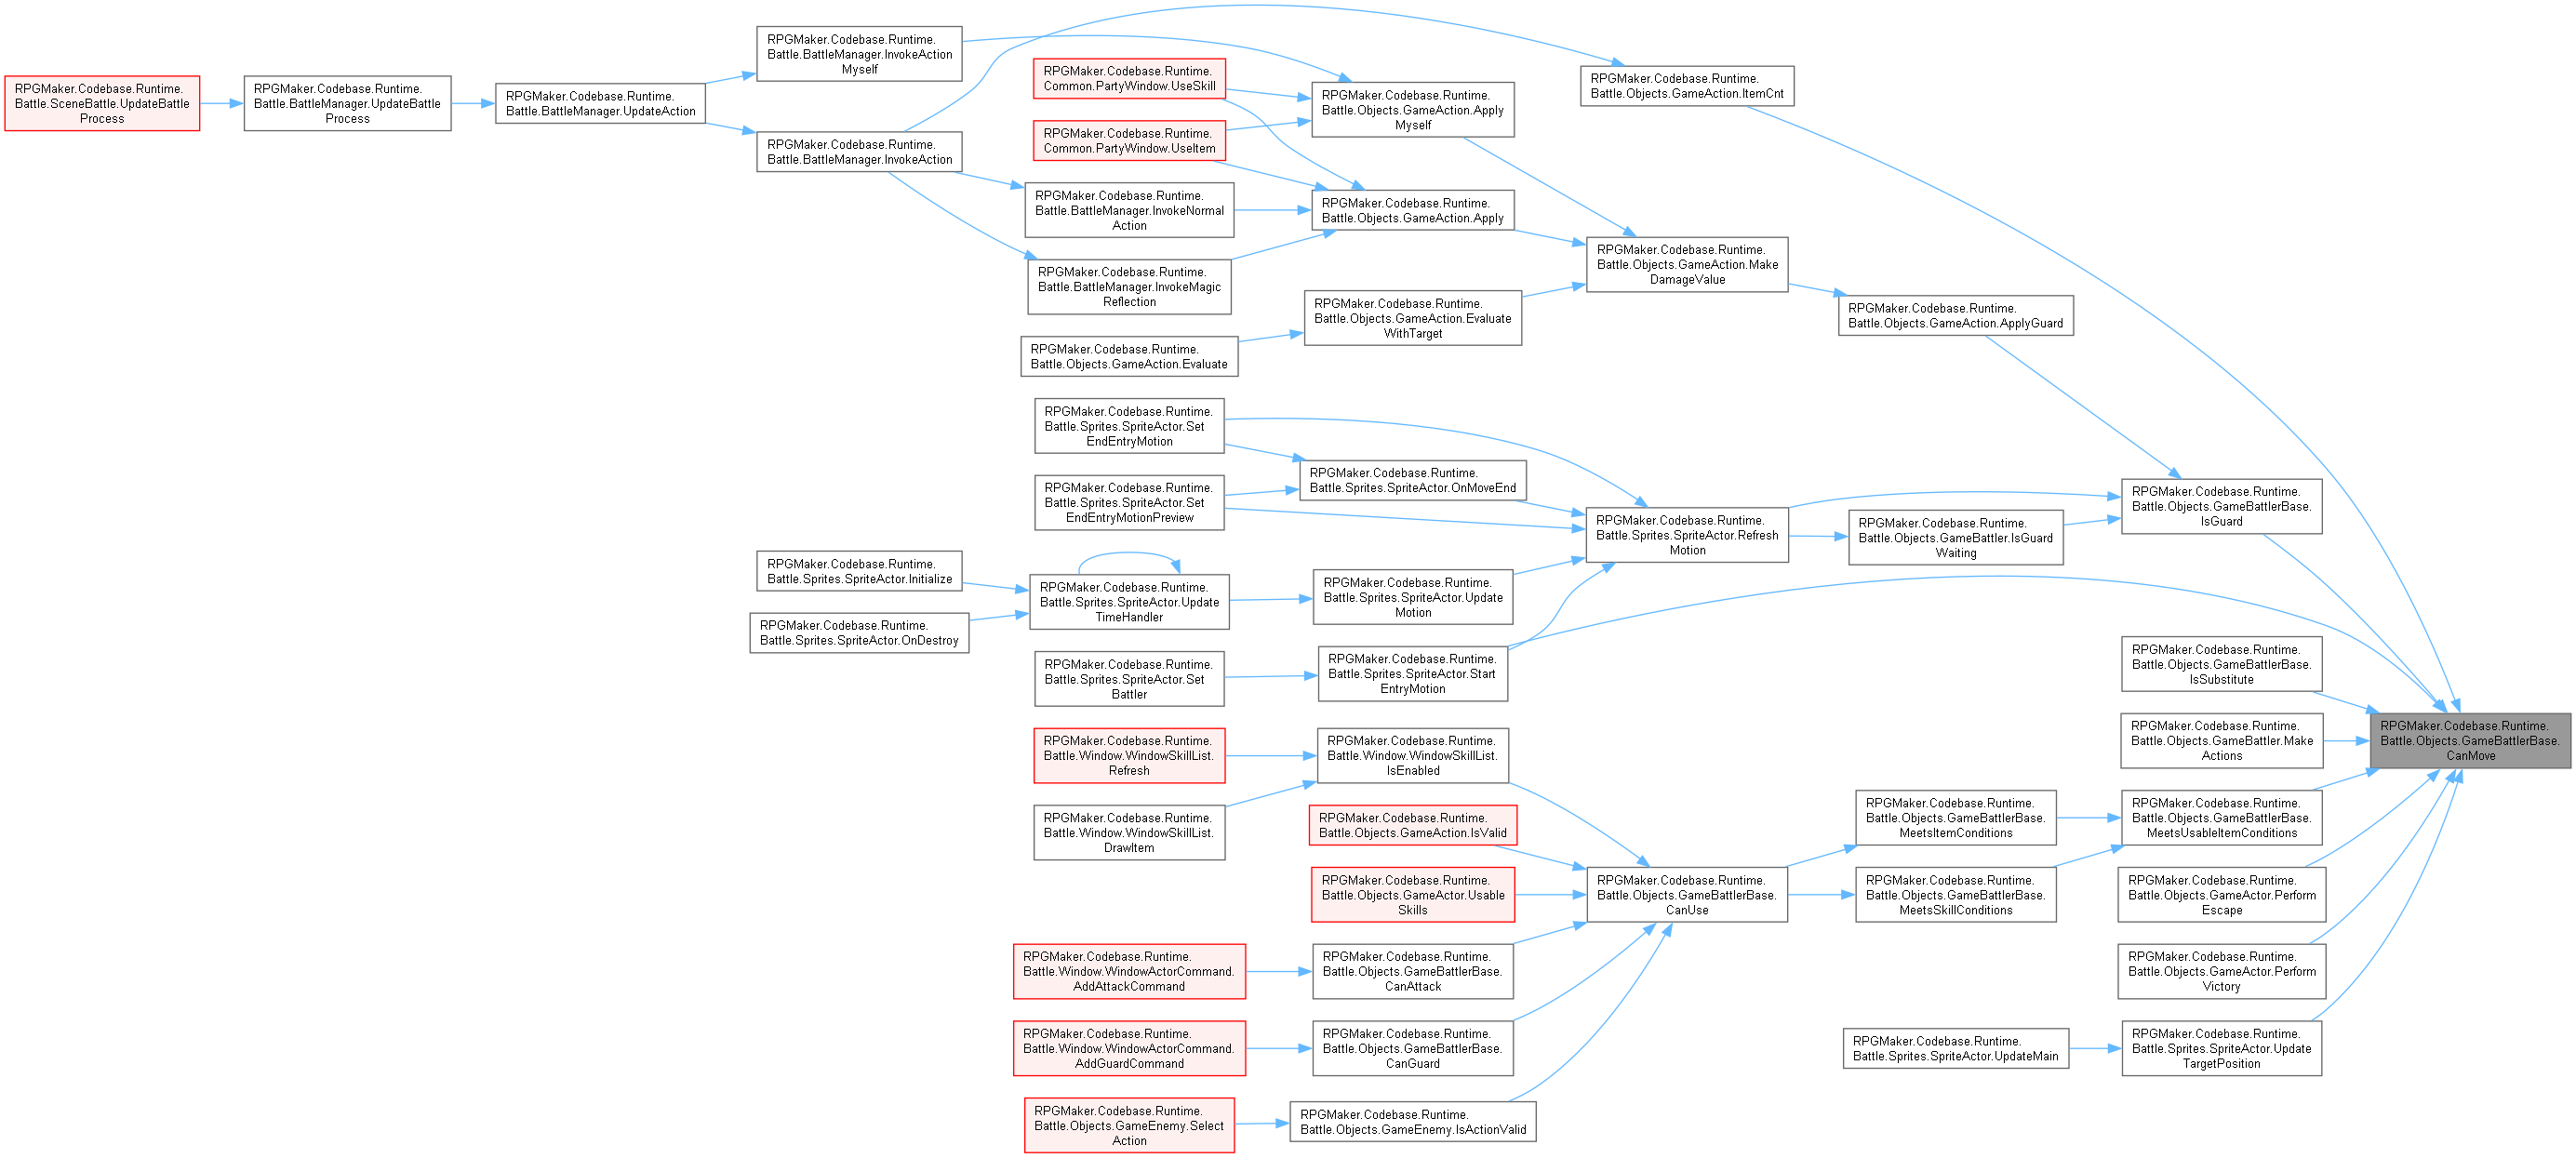 RPGMaker.Codebase.Runtime.
Battle.SceneBattle.UpdateBattle
Process
RPGMaker.Codebase.Runtime.
Battle.BattleManager.UpdateBattle
Process
RPGMaker.Codebase.Runtime.
Battle.BattleManager.UpdateAction
RPGMaker.Codebase.Runtime.
Battle.BattleManager.InvokeAction
Myself
RPGMaker.Codebase.Runtime.
Battle.BattleManager.InvokeAction
RPGMaker.Codebase.Runtime.
Common.PartyWindow.UseSkill
RPGMaker.Codebase.Runtime.
Common.PartyWindow.UseItem
RPGMaker.Codebase.Runtime.
Battle.BattleManager.InvokeNormal
Action
RPGMaker.Codebase.Runtime.
Battle.BattleManager.InvokeMagic
Reflection
RPGMaker.Codebase.Runtime.
Battle.Objects.GameAction.Evaluate
RPGMaker.Codebase.Runtime.
Battle.Objects.GameAction.Apply
Myself
RPGMaker.Codebase.Runtime.
Battle.Objects.GameAction.Apply
RPGMaker.Codebase.Runtime.
Battle.Objects.GameAction.Evaluate
WithTarget
RPGMaker.Codebase.Runtime.
Battle.Objects.GameAction.ItemCnt
RPGMaker.Codebase.Runtime.
Battle.Objects.GameAction.Make
DamageValue
RPGMaker.Codebase.Runtime.
Battle.Objects.GameAction.ApplyGuard
RPGMaker.Codebase.Runtime.
Battle.Sprites.SpriteActor.Set
EndEntryMotion
RPGMaker.Codebase.Runtime.
Battle.Sprites.SpriteActor.Set
EndEntryMotionPreview
RPGMaker.Codebase.Runtime.
Battle.Sprites.SpriteActor.OnMoveEnd
RPGMaker.Codebase.Runtime.
Battle.Sprites.SpriteActor.Refresh
Motion
RPGMaker.Codebase.Runtime.
Battle.Objects.GameBattler.IsGuard
Waiting
RPGMaker.Codebase.Runtime.
Battle.Objects.GameBattlerBase.
IsGuard
RPGMaker.Codebase.Runtime.
Battle.Sprites.SpriteActor.Initialize
RPGMaker.Codebase.Runtime.
Battle.Sprites.SpriteActor.OnDestroy
RPGMaker.Codebase.Runtime.
Battle.Sprites.SpriteActor.Update
TimeHandler
RPGMaker.Codebase.Runtime.
Battle.Sprites.SpriteActor.Update
Motion
RPGMaker.Codebase.Runtime.
Battle.Sprites.SpriteActor.Set
Battler
RPGMaker.Codebase.Runtime.
Battle.Sprites.SpriteActor.Start
EntryMotion
RPGMaker.Codebase.Runtime.
Battle.Objects.GameBattlerBase.
IsSubstitute
RPGMaker.Codebase.Runtime.
Battle.Objects.GameBattler.Make
Actions
RPGMaker.Codebase.Runtime.
Battle.Objects.GameBattlerBase.
CanMove
RPGMaker.Codebase.Runtime.
Battle.Window.WindowSkillList.
Refresh
RPGMaker.Codebase.Runtime.
Battle.Window.WindowSkillList.
DrawItem
RPGMaker.Codebase.Runtime.
Battle.Window.WindowSkillList.
IsEnabled
RPGMaker.Codebase.Runtime.
Battle.Objects.GameAction.IsValid
RPGMaker.Codebase.Runtime.
Battle.Objects.GameActor.Usable
Skills
RPGMaker.Codebase.Runtime.
Battle.Objects.GameBattlerBase.
CanUse
RPGMaker.Codebase.Runtime.
Battle.Objects.GameBattlerBase.
MeetsItemConditions
RPGMaker.Codebase.Runtime.
Battle.Objects.GameBattlerBase.
MeetsSkillConditions
RPGMaker.Codebase.Runtime.
Battle.Objects.GameBattlerBase.
MeetsUsableItemConditions
RPGMaker.Codebase.Runtime.
Battle.Objects.GameActor.Perform
Escape
RPGMaker.Codebase.Runtime.
Battle.Objects.GameActor.Perform
Victory
RPGMaker.Codebase.Runtime.
Battle.Window.WindowActorCommand.
AddAttackCommand
RPGMaker.Codebase.Runtime.
Battle.Objects.GameBattlerBase.
CanAttack
RPGMaker.Codebase.Runtime.
Battle.Window.WindowActorCommand.
AddGuardCommand
RPGMaker.Codebase.Runtime.
Battle.Objects.GameBattlerBase.
CanGuard
RPGMaker.Codebase.Runtime.
Battle.Sprites.SpriteActor.UpdateMain
RPGMaker.Codebase.Runtime.
Battle.Sprites.SpriteActor.Update
TargetPosition
RPGMaker.Codebase.Runtime.
Battle.Objects.GameEnemy.Select
Action
RPGMaker.Codebase.Runtime.
Battle.Objects.GameEnemy.IsActionValid